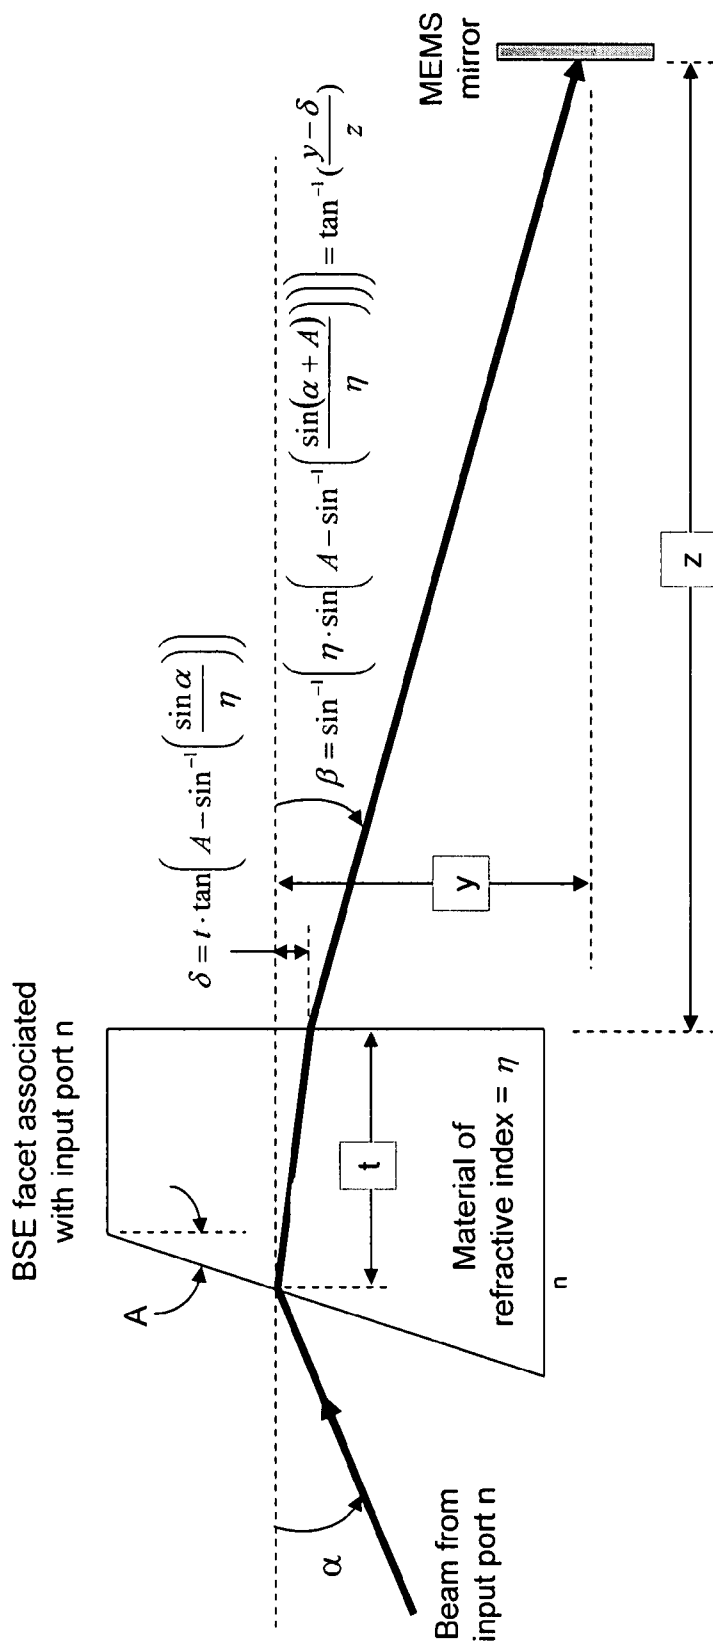 BSE facet associated
with input port n
A
α
Beam from
input port n
Material of
refractive index = η
n
t
δ = t · tan(A − sin⁻¹(sin α / η))
β = sin⁻¹(η · sin(A − sin⁻¹(sin(α + A) / η))) = tan⁻¹((y − δ) / z)
y
z
MEMS
mirror